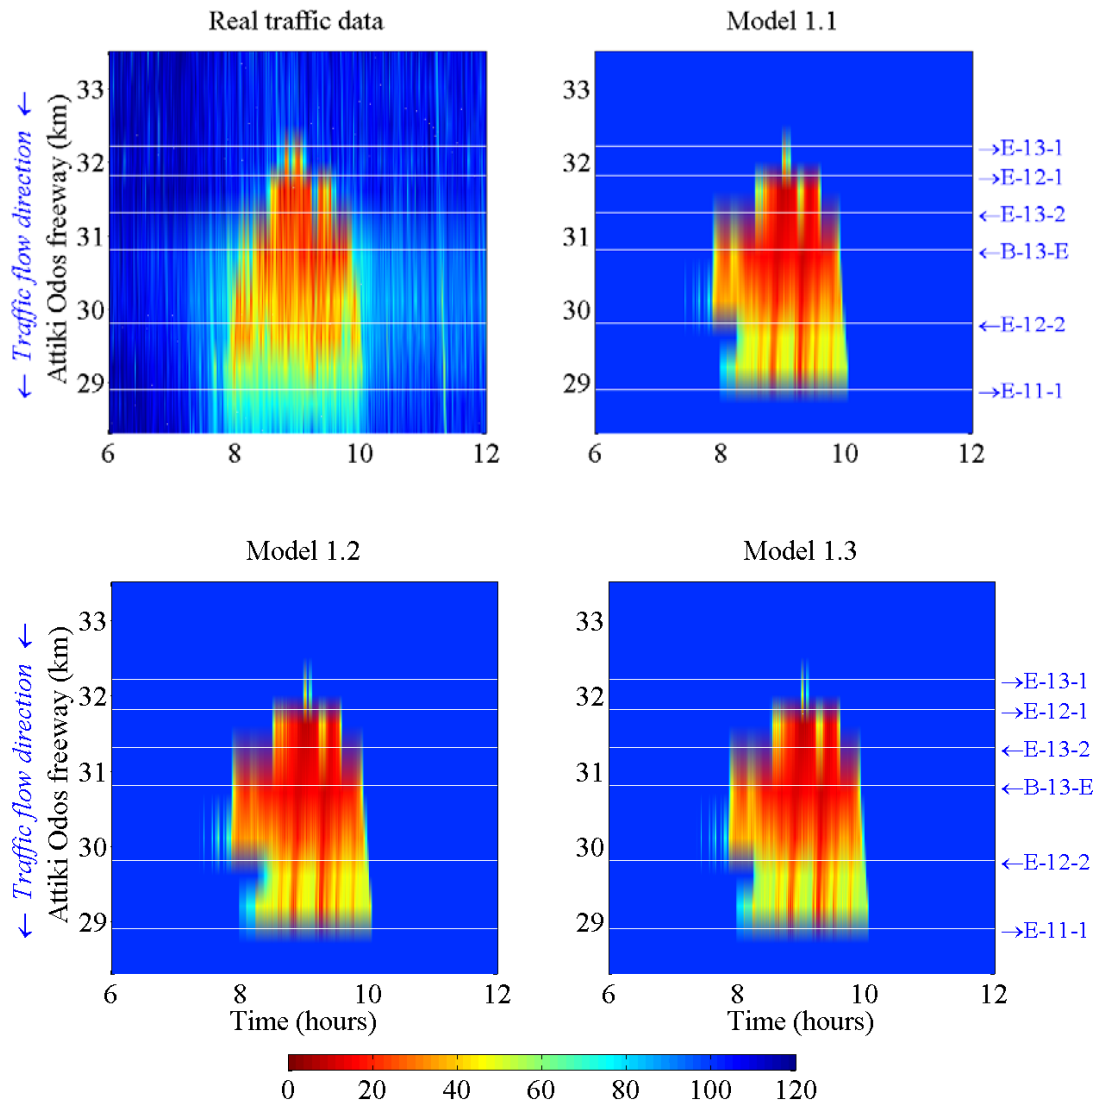 Real traffic data
Model 1.1
← Traffic flow direction ←
Attiki Odos freeway (km)
33
32
31
30
29
6 8 10 12
33
32
31
30
29
6 8 10 12
→E-13-1
→E-12-1
←E-13-2
←B-13-E
←E-12-2
→E-11-1
Model 1.2
Model 1.3
← Traffic flow direction ←
Attiki Odos freeway (km)
33
32
31
30
29
6 8 10 12
Time (hours)
33
32
31
30
29
6 8 10 12
Time (hours)
→E-13-1
→E-12-1
←E-13-2
←B-13-E
←E-12-2
→E-11-1
0 20 40 60 80 100 120